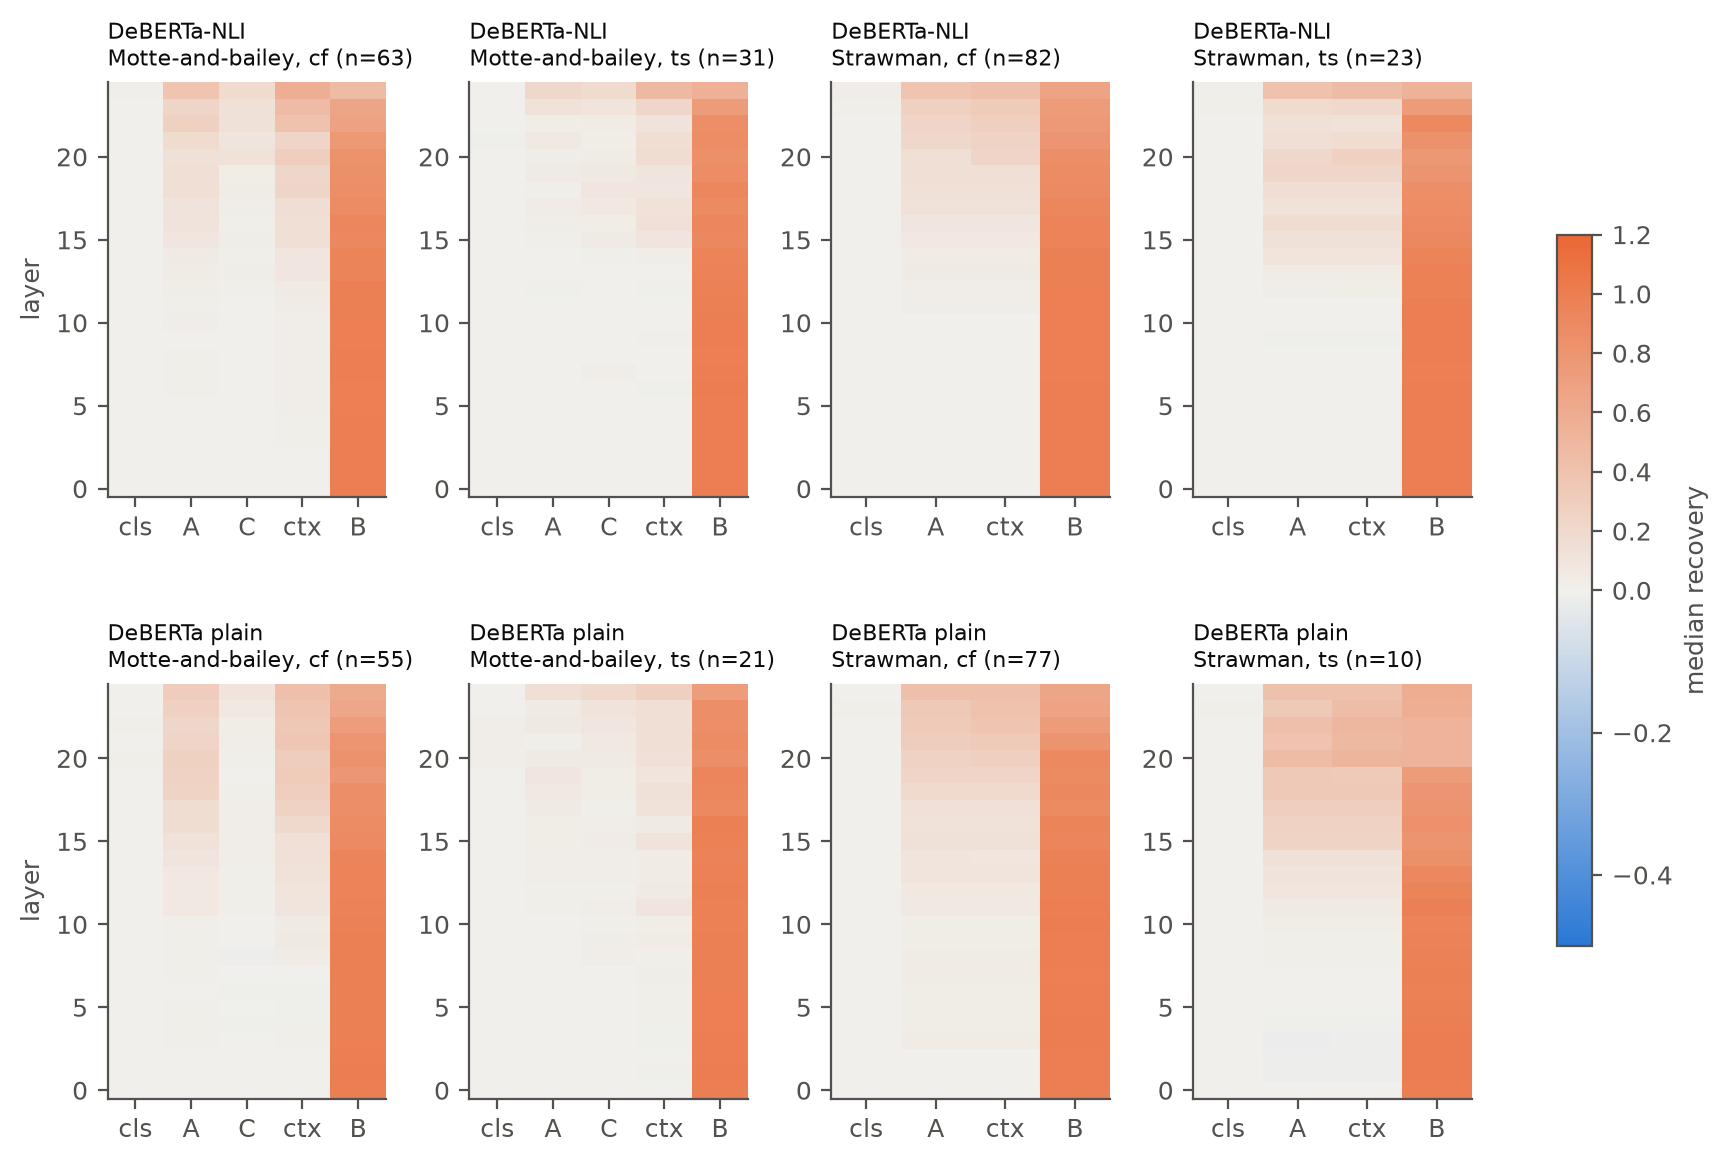 DeBERTa-NLI
Motte-and-bailey, cf (n=63)
DeBERTa-NLI
Motte-and-bailey, ts (n=31)
DeBERTa-NLI
Strawman, cf (n=82)
DeBERTa-NLI
Strawman, ts (n=23)
layer
20
15
10
5
0
cls A C ctx B
20
15
10
5
0
cls A C ctx B
20
15
10
5
0
cls A ctx B
20
15
10
5
0
cls A ctx B
DeBERTa plain
Motte-and-bailey, cf (n=55)
DeBERTa plain
Motte-and-bailey, ts (n=21)
DeBERTa plain
Strawman, cf (n=77)
DeBERTa plain
Strawman, ts (n=10)
layer
20
15
10
5
0
cls A C ctx B
20
15
10
5
0
cls A C ctx B
20
15
10
5
0
cls A ctx B
20
15
10
5
0
cls A ctx B
1.2
1.0
0.8
0.6
0.4
0.2
0.0
−0.2
−0.4
median recovery